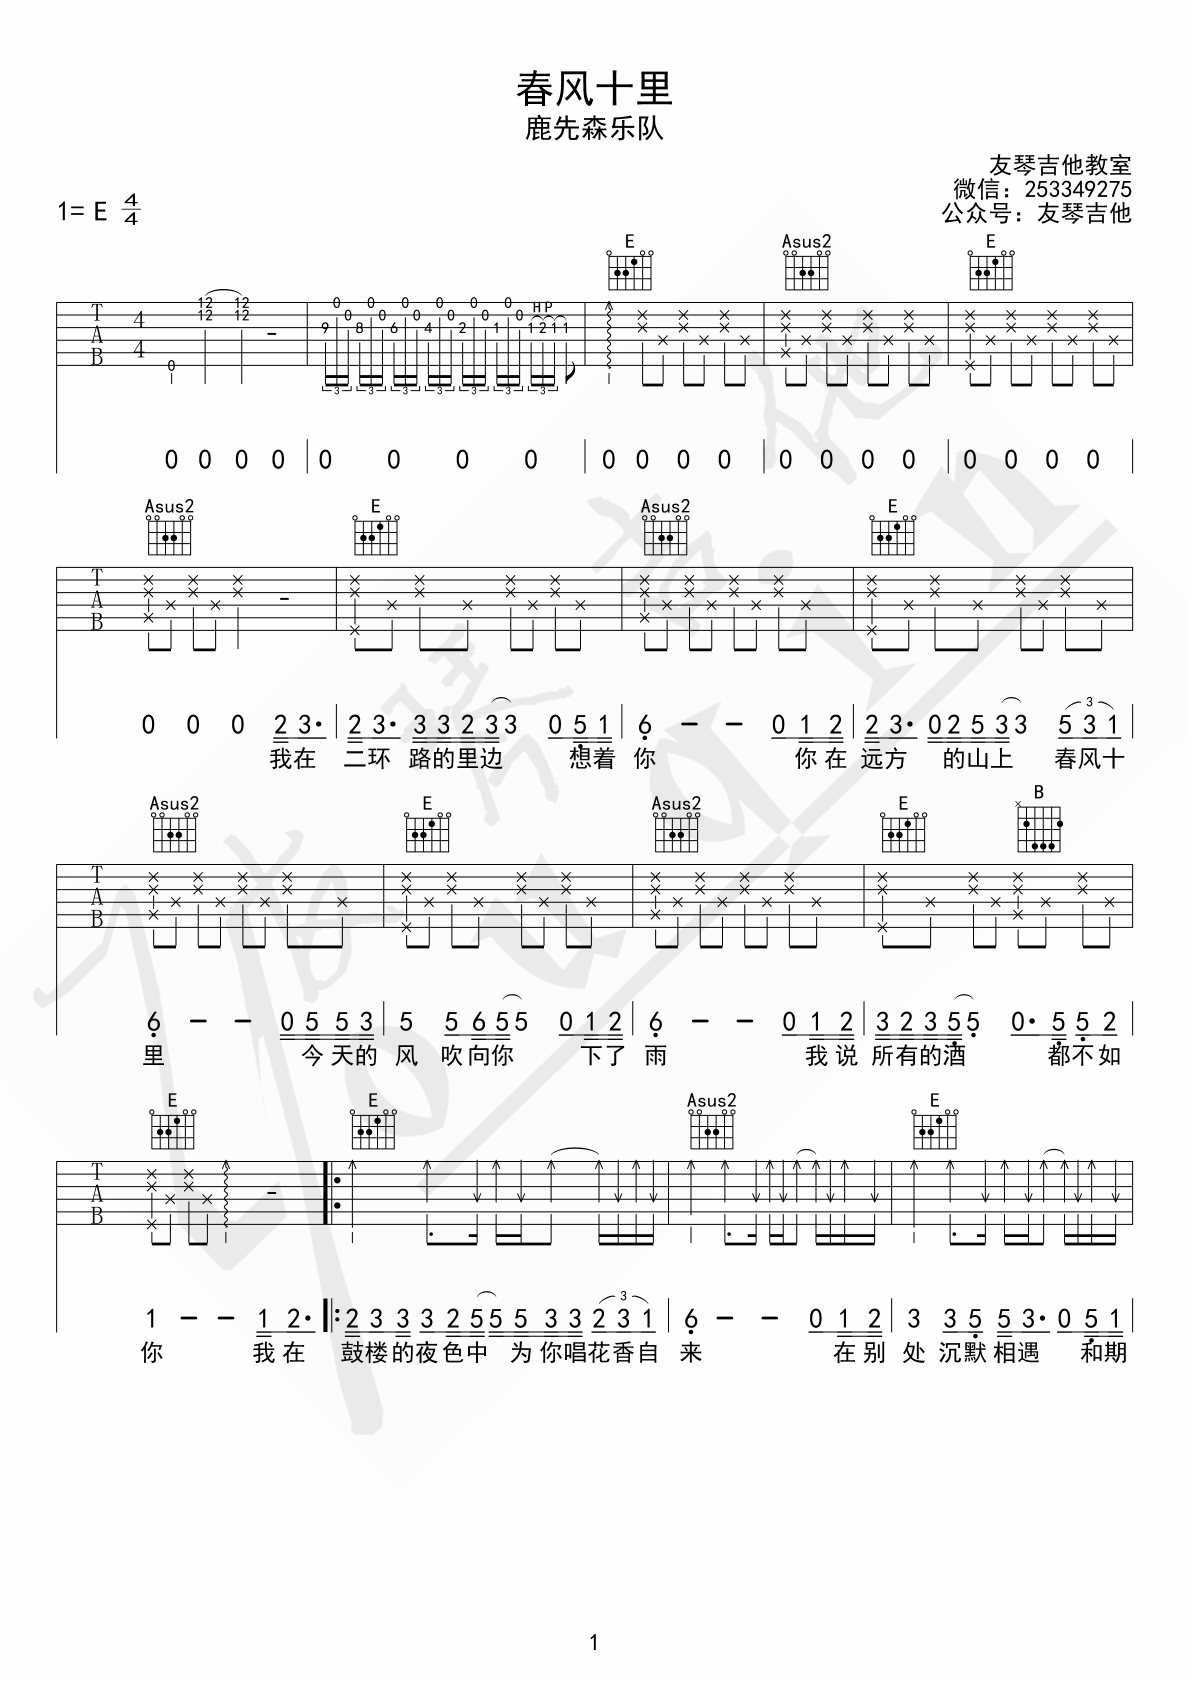 春风十里
鹿先森乐队
友琴吉他教室
微信：253349275
公众号：友琴吉他
1= E 4/4
E Asus2 E
T A B 4 4
12 12 12 12 0 9 0 0 8 0 0 6 0 0 4 0 0 2 0 0 1 0 0 H P 1 2 1 1
3 3 3 3 3 3 3
0 0 0 0 0 0 0 0 0 0 0 0 0 0 0 0 0 0 0 0
Asus2 E Asus2 E
T A B
0 0 0 2 3· 2 3· 3 3 2 3 3 0 5 1 6 – – 0 1 2 2 3· 0 2 5 3 3 3 5 3 1
我在 二环 路的里边 想着 你 你在 远方 的山上 春风十
Asus2 E Asus2 E B
T A B
6 – – 0 5 5 3 5 5 6 5 5 0 1 2 6 – – 0 1 2 3 2 3 5 5 0· 5 5 2
里 今天的 风 吹向你 下了 雨 我说 所有的酒 都不如
E E Asus2 E
T A B
1 – – 1 2· 2 3 3 3 2 5 5 5 3 3 3 2 3 1 6 – – 0 1 2 3 3 5 5 3· 0 5 1
你 我在 鼓楼的夜色中 为你唱花香自 来 在别 处 沉默相遇 和期
1